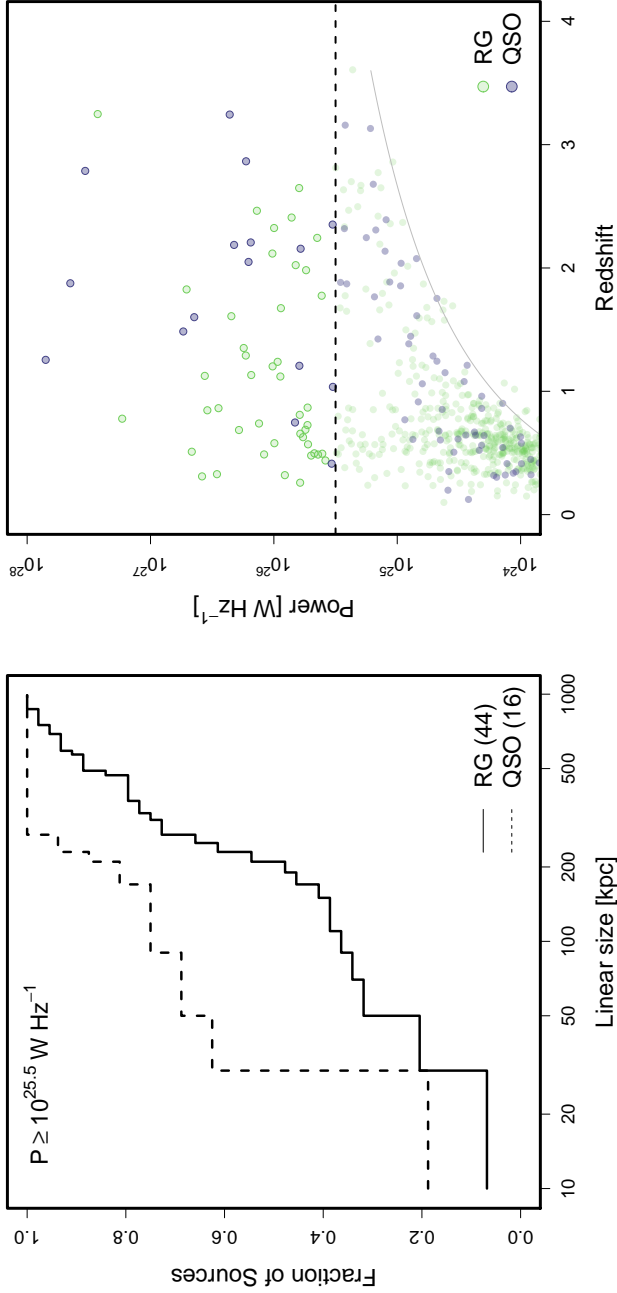 P ≥ 10^25.5 W Hz^−1
Fraction of Sources
1.0
0.8
0.6
0.4
0.2
0.0
RG (44)
QSO (16)
10 20 50 100 200 500 1000
Linear size [kpc]
Power [W Hz^−1]
10^28
10^27
10^26
10^25
10^24
RG
QSO
0 1 2 3 4
Redshift